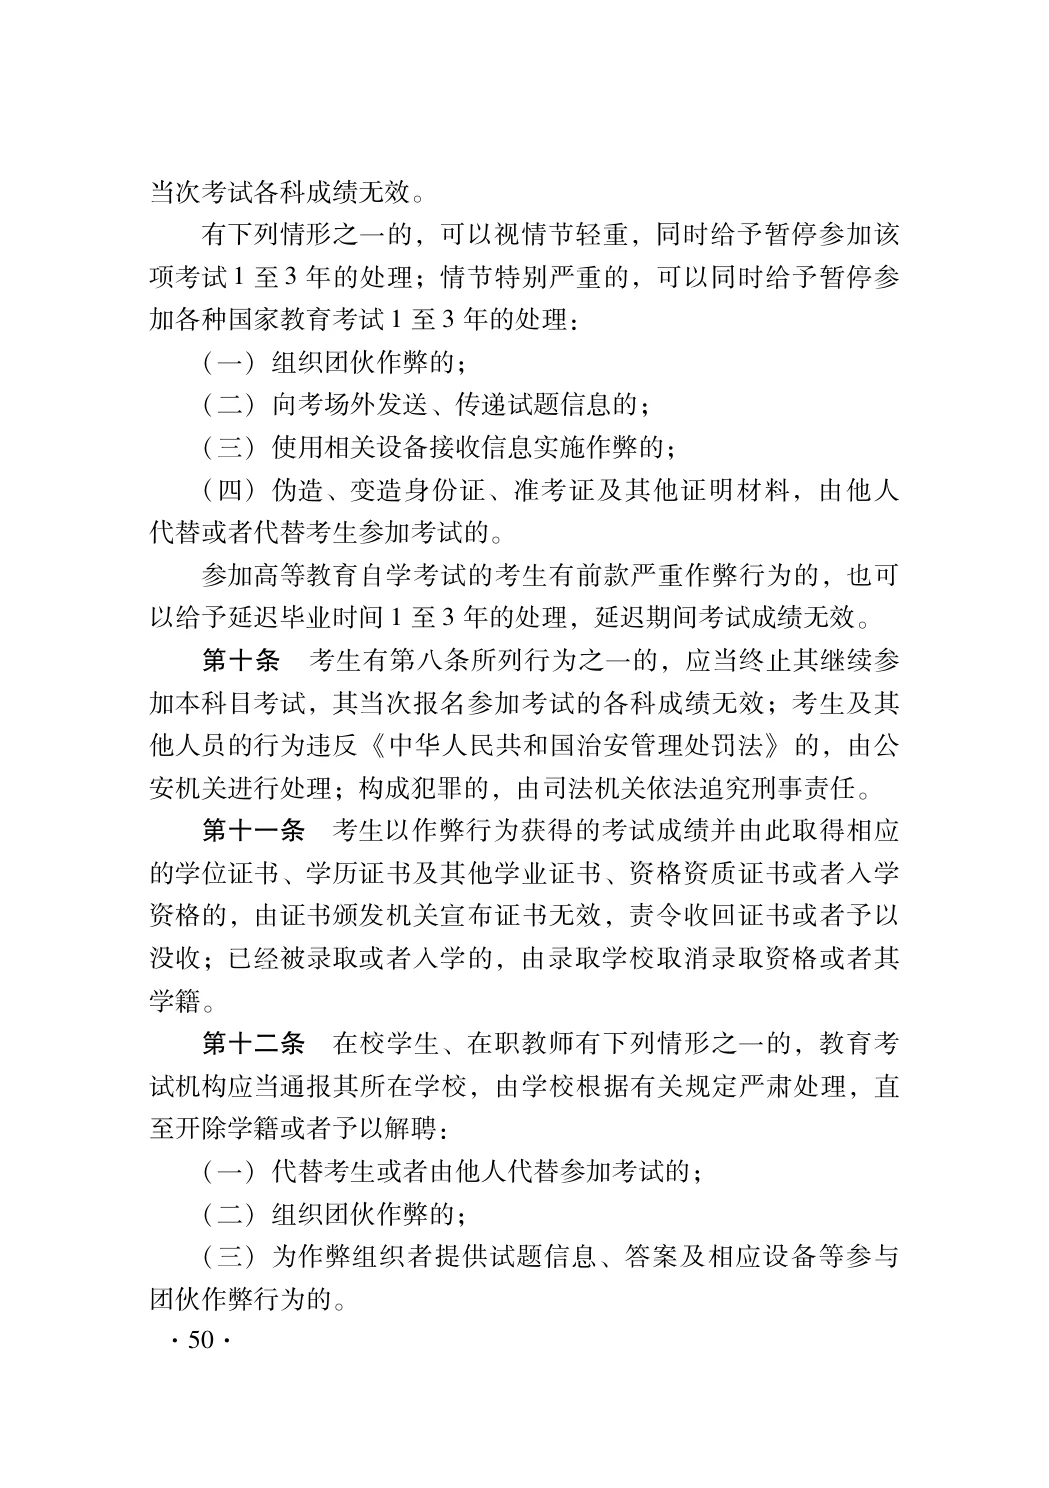 当次考试各科成绩无效。
有下列情形之一的，可以视情节轻重，同时给予暂停参加该
项考试 1 至 3 年的处理；情节特别严重的，可以同时给予暂停参
加各种国家教育考试 1 至 3 年的处理：
（一）组织团伙作弊的；
（二）向考场外发送、传递试题信息的；
（三）使用相关设备接收信息实施作弊的；
（四）伪造、变造身份证、准考证及其他证明材料，由他人
代替或者代替考生参加考试的。
参加高等教育自学考试的考生有前款严重作弊行为的，也可
以给予延迟毕业时间 1 至 3 年的处理，延迟期间考试成绩无效。
第十条　考生有第八条所列行为之一的，应当终止其继续参
加本科目考试，其当次报名参加考试的各科成绩无效；考生及其
他人员的行为违反《中华人民共和国治安管理处罚法》的，由公
安机关进行处理；构成犯罪的，由司法机关依法追究刑事责任。
第十一条　考生以作弊行为获得的考试成绩并由此取得相应
的学位证书、学历证书及其他学业证书、资格资质证书或者入学
资格的，由证书颁发机关宣布证书无效，责令收回证书或者予以
没收；已经被录取或者入学的，由录取学校取消录取资格或者其
学籍。
第十二条　在校学生、在职教师有下列情形之一的，教育考
试机构应当通报其所在学校，由学校根据有关规定严肃处理，直
至开除学籍或者予以解聘：
（一）代替考生或者由他人代替参加考试的；
（二）组织团伙作弊的；
（三）为作弊组织者提供试题信息、答案及相应设备等参与
团伙作弊行为的。
· 50 ·